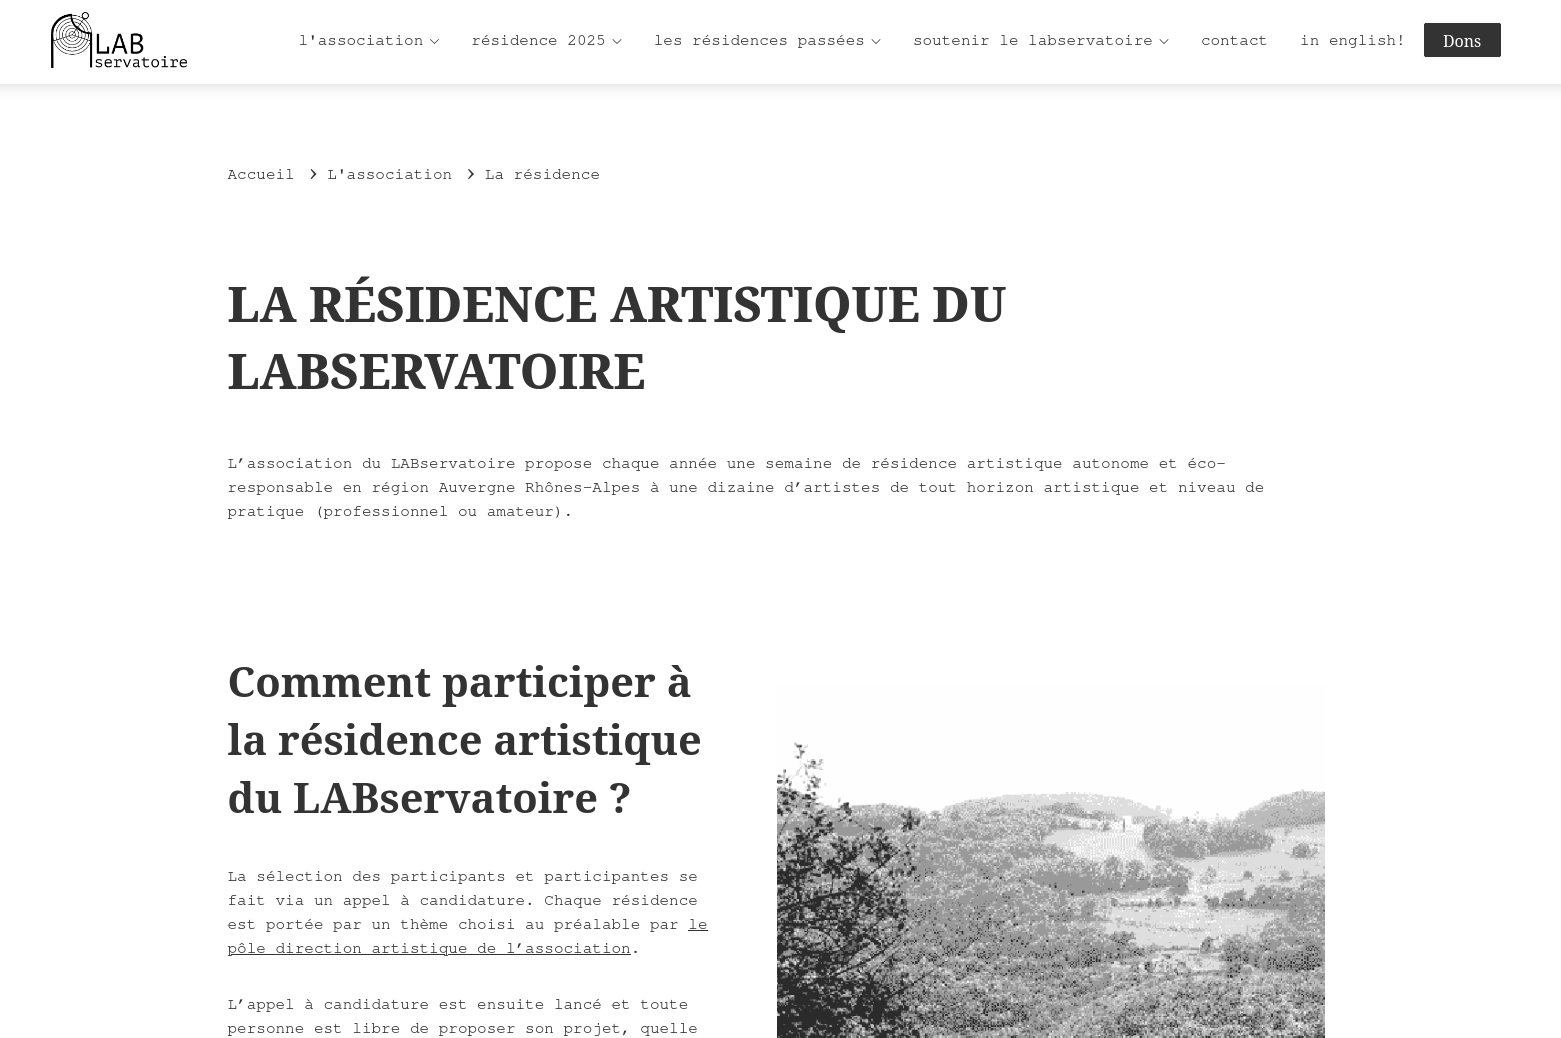 LAB
servatoire
l'association
résidence 2025
les résidences passées
soutenir le labservatoire
contact
in english!
Dons
Accueil > L'association > La résidence
LA RÉSIDENCE ARTISTIQUE DU
LABSERVATOIRE
L’association du LABservatoire propose chaque année une semaine de résidence artistique autonome et éco-
responsable en région Auvergne Rhônes-Alpes à une dizaine d’artistes de tout horizon artistique et niveau de
pratique (professionnel ou amateur).
Comment participer à
la résidence artistique
du LABservatoire ?
La sélection des participants et participantes se
fait via un appel à candidature. Chaque résidence
est portée par un thème choisi au préalable par le
pôle direction artistique de l’association.
L’appel à candidature est ensuite lancé et toute
personne est libre de proposer son projet, quelle